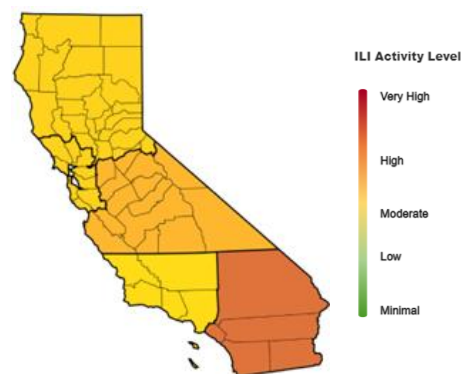 ILI Activity Level
Very High
High
Moderate
Low
Minimal